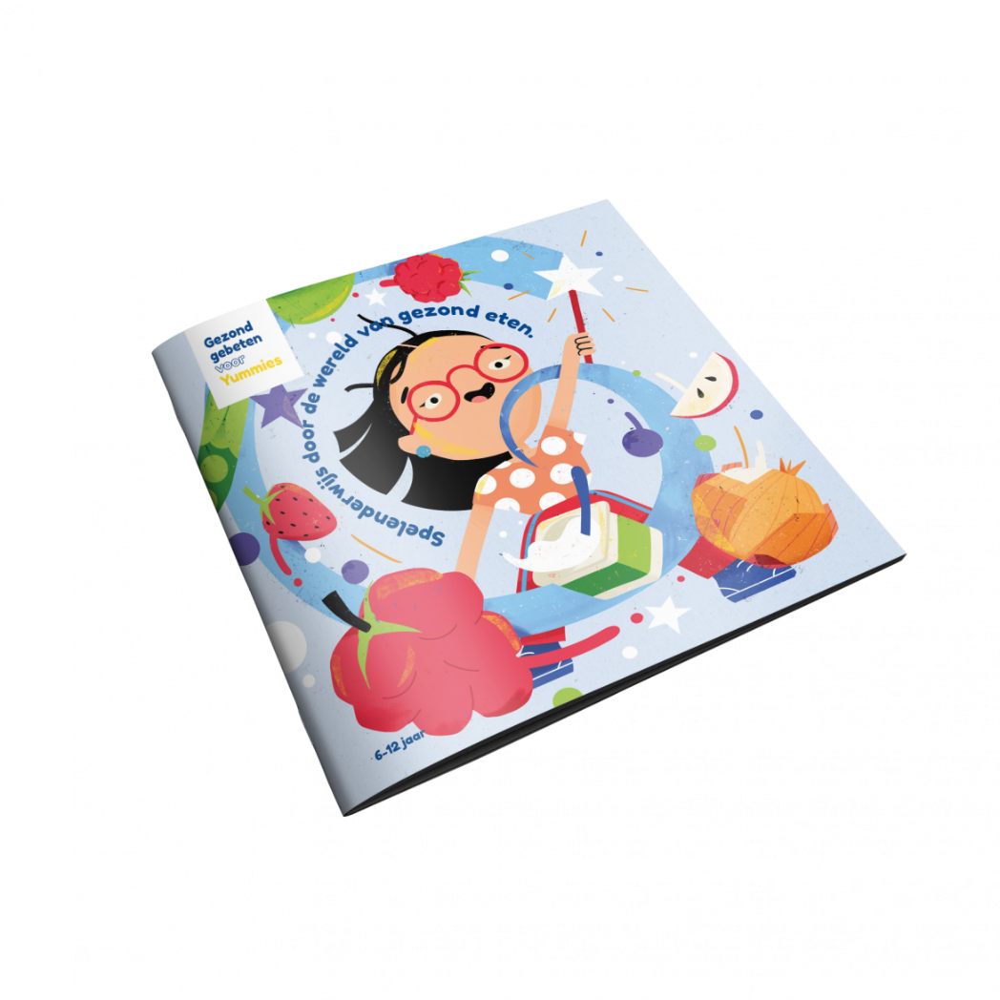 Gezond
gebeten
voor
Yummies
Spelenderwijs door de wereld van gezond eten.
6-12 jaar